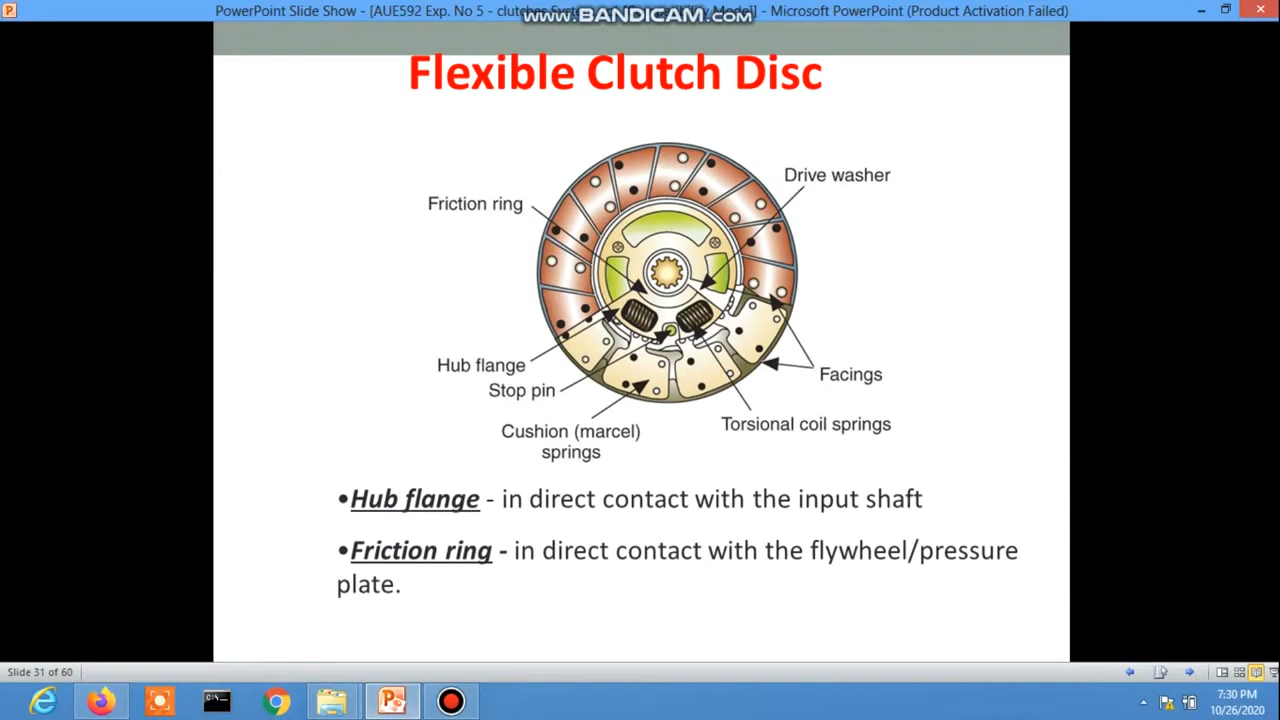 PowerPoint Slide Show - [AUE592 Exp. No 5 - clutches Model] - Microsoft PowerPoint (Product Activation Failed)
www.BANDICAM.com
Flexible Clutch Disc
Drive washer
Friction ring
Hub flange
Stop pin
Facings
Cushion (marcel)
springs
Torsional coil springs
•Hub flange - in direct contact with the input shaft
•Friction ring - in direct contact with the flywheel/pressure
plate.
Slide 31 of 60
7:30 PM
10/26/2020